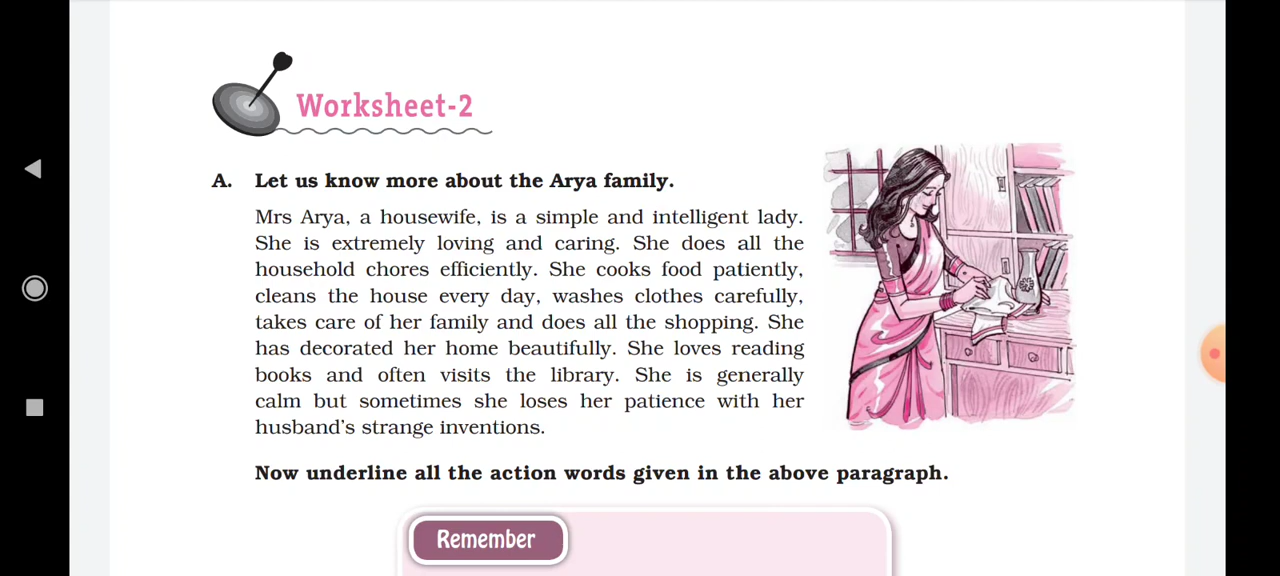 Worksheet-2
A. Let us know more about the Arya family.
Mrs Arya, a housewife, is a simple and intelligent lady.
She is extremely loving and caring. She does all the
household chores efficiently. She cooks food patiently,
cleans the house every day, washes clothes carefully,
takes care of her family and does all the shopping. She
has decorated her home beautifully. She loves reading
books and often visits the library. She is generally
calm but sometimes she loses her patience with her
husband's strange inventions.
Now underline all the action words given in the above paragraph.
Remember